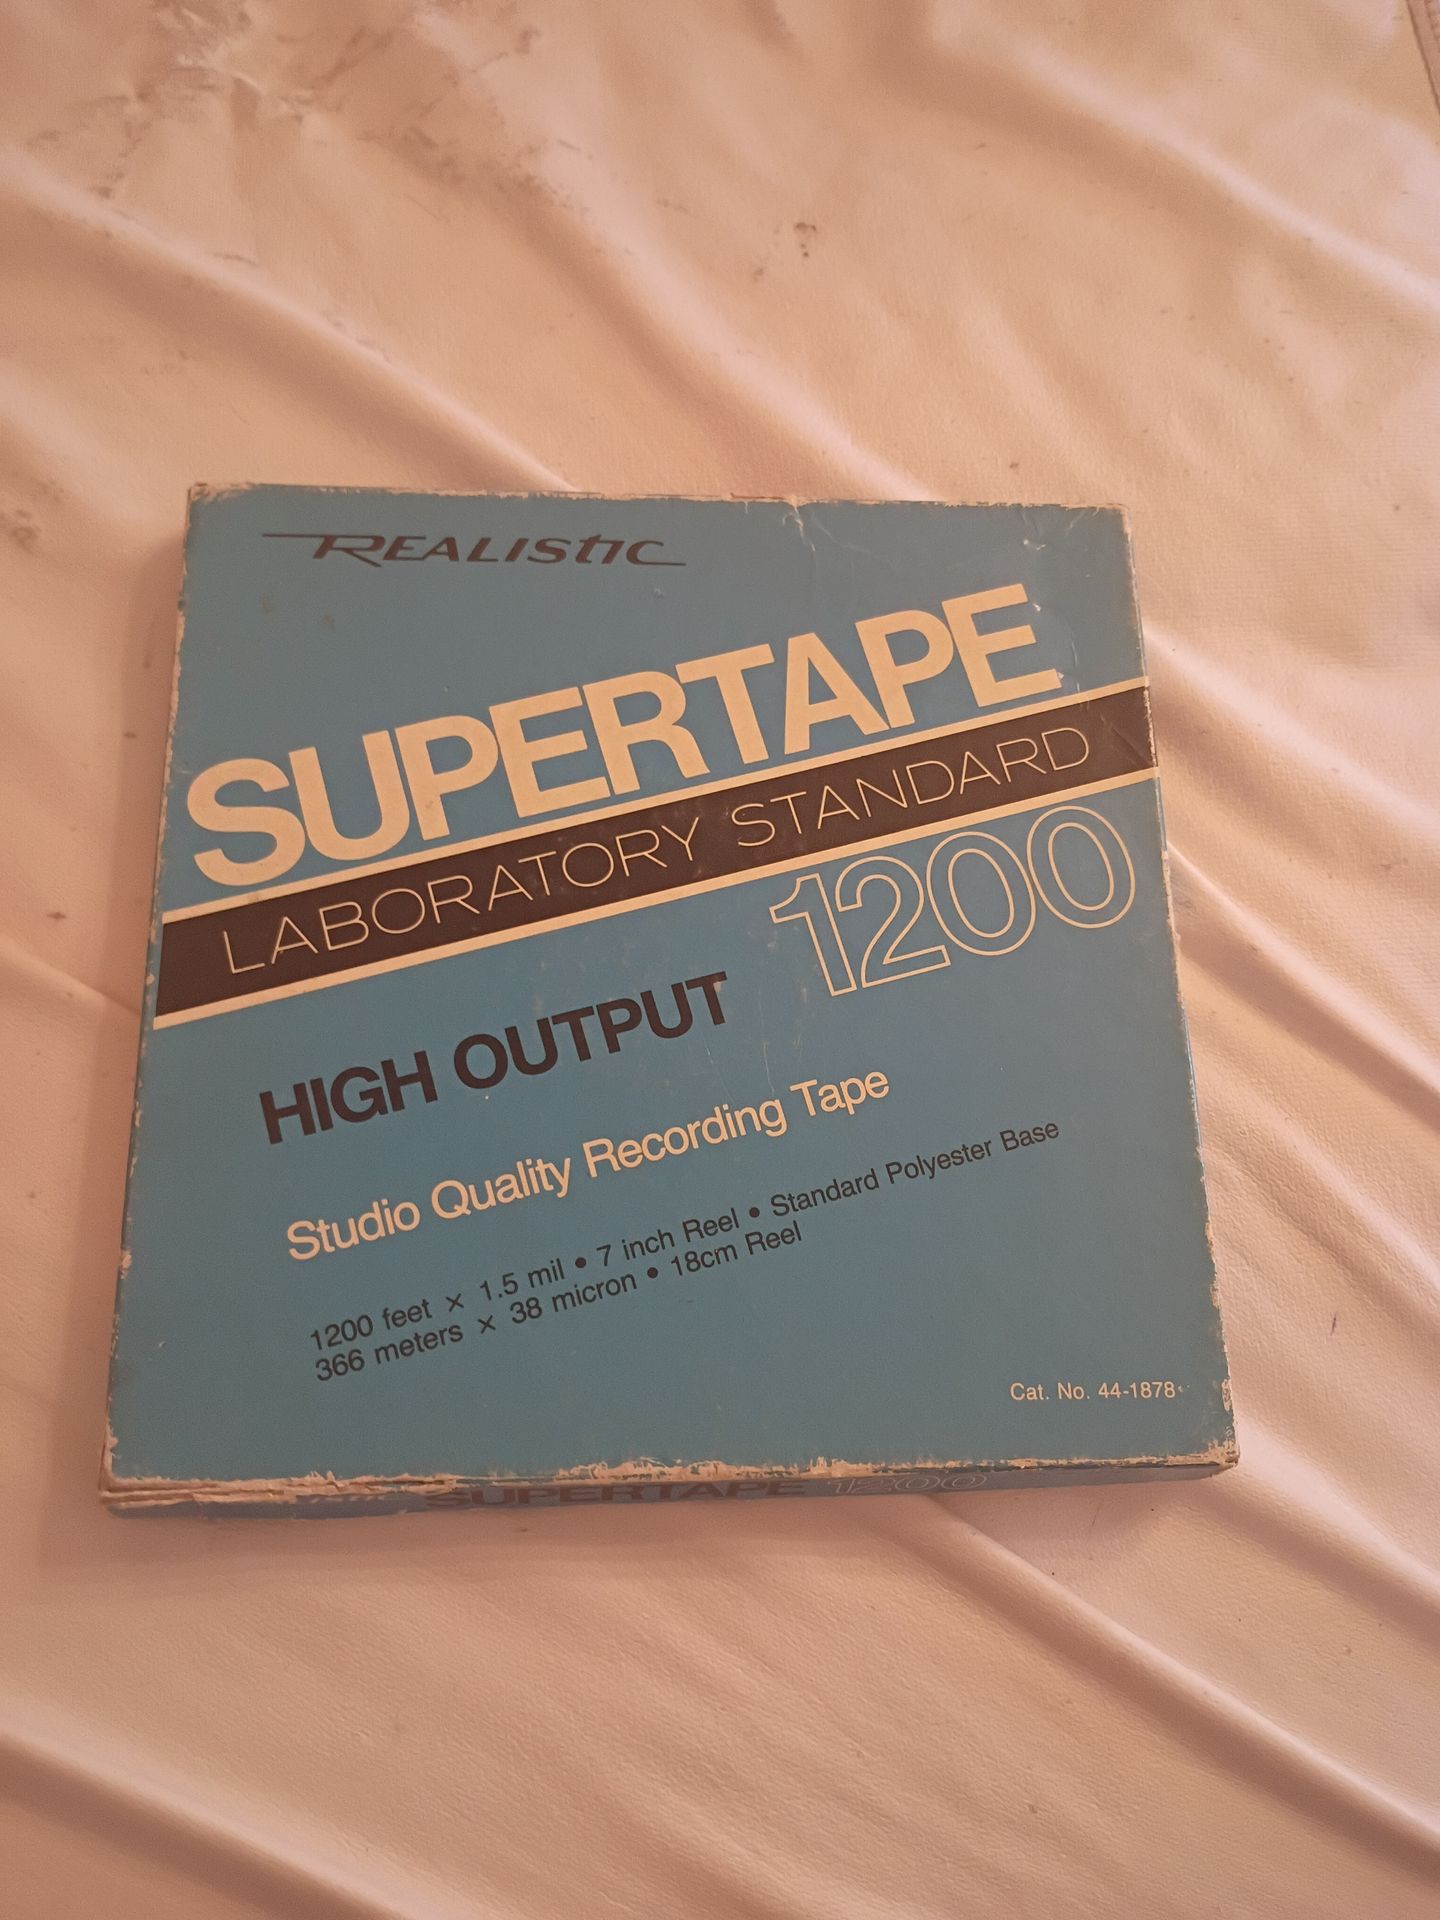 REALISTIC
SUPERTAPE
LABORATORY STANDARD
1200
HIGH OUTPUT
Studio Quality Recording Tape
1200 feet × 1.5 mil • 7 inch Reel • Standard Polyester Base
366 meters × 38 micron • 18cm Reel
Cat. No. 44-1878
SUPERTAPE 1200